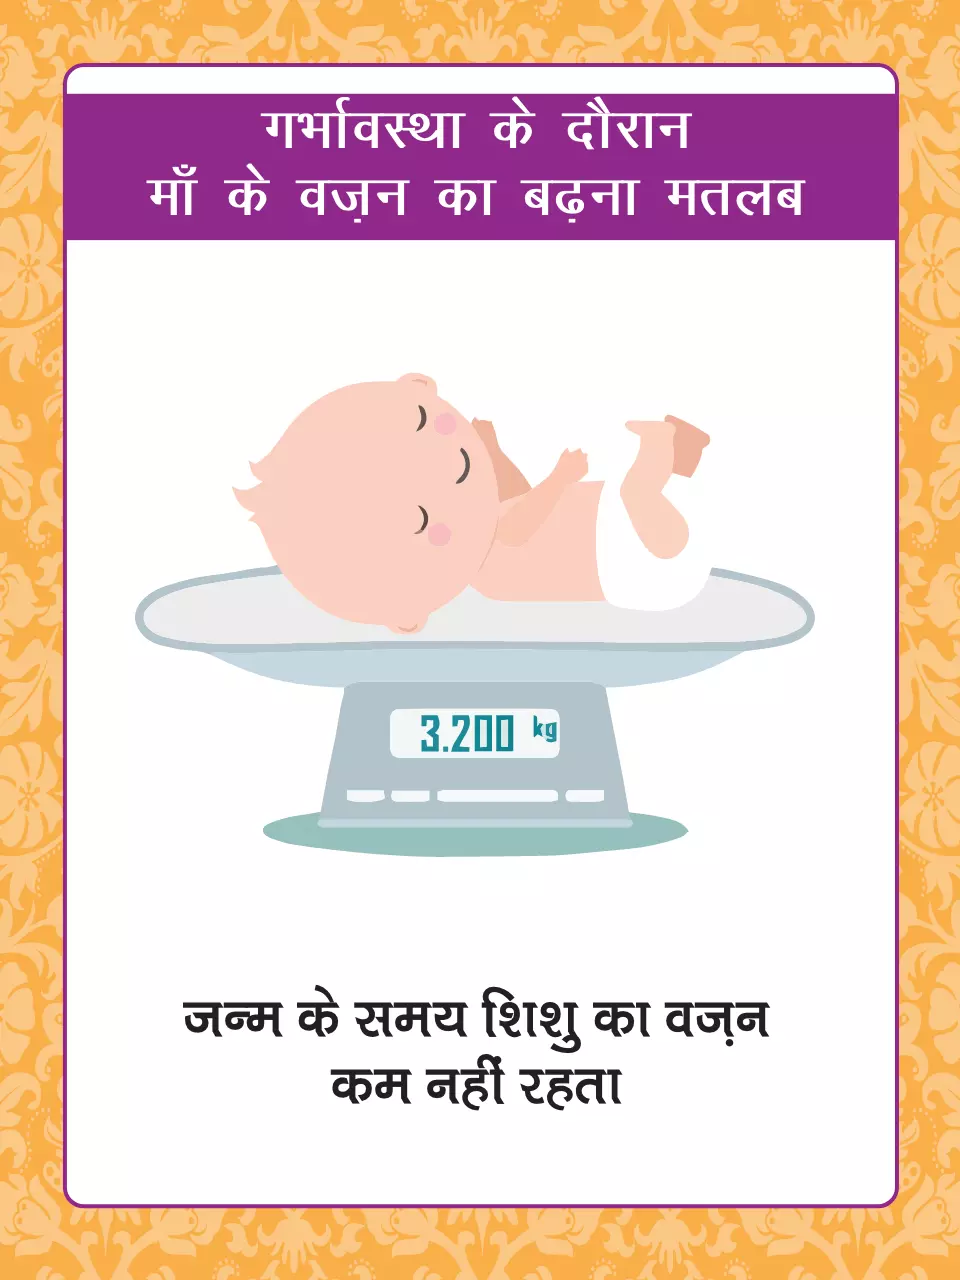 गर्भावस्था के दौरान
माँ के वज़न का बढ़ना मतलब
3.200 kg
जन्म के समय शिशु का वज़न
कम नहीं रहता